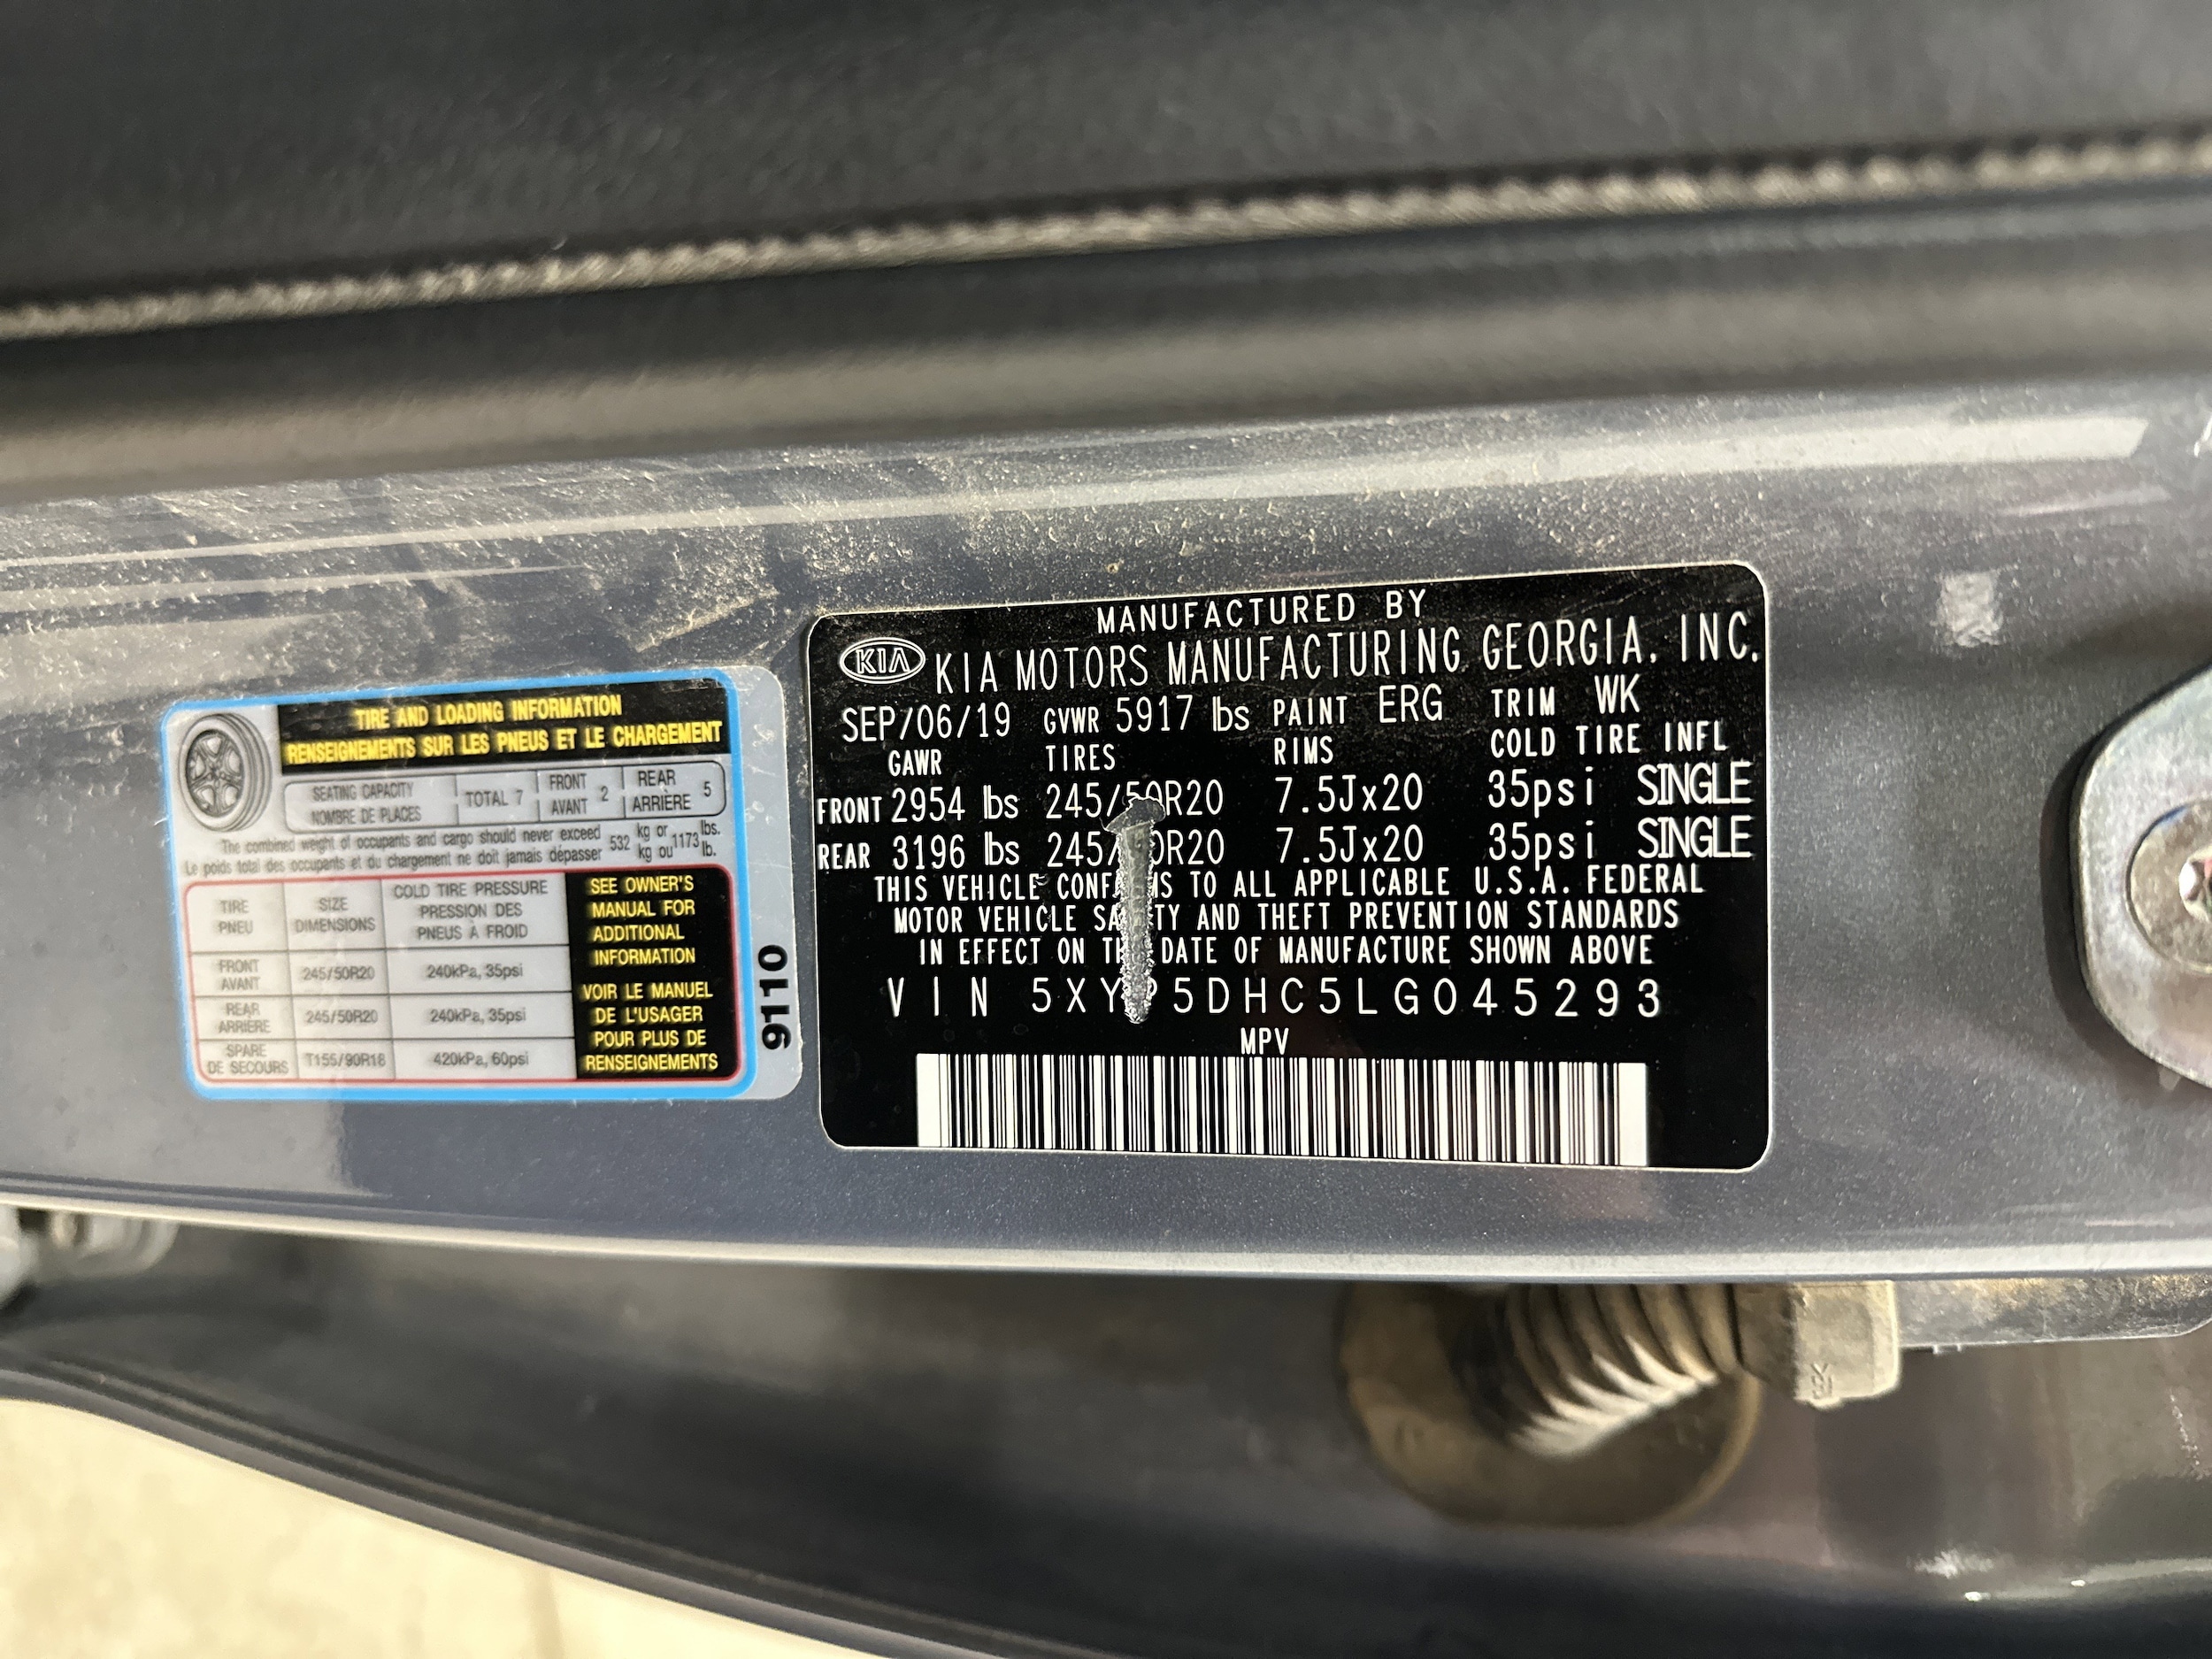 TIRE AND LOADING INFORMATION
RENSEIGNEMENTS SUR LES PNEUS ET LE CHARGEMENT
SEATING CAPACITY
NOMBRE DE PLACES
TOTAL 7
FRONT
AVANT
2
REAR
ARRIÈRE
5
The combined weight of occupants and cargo should never exceed 532 kg or 1173 lbs.
Le poids total des occupants et du chargement ne doit jamais dépasser 532 kg ou 1173 lb.
TIRE
PNEU
SIZE
DIMENSIONS
COLD TIRE PRESSURE
PRESSION DES
PNEUS À FROID
FRONT
AVANT
245/50R20
240kPa, 35psi
REAR
ARRIÈRE
245/50R20
240kPa, 35psi
SPARE
DE SECOURS
T155/90R18
420kPa, 60psi
SEE OWNER'S
MANUAL FOR
ADDITIONAL
INFORMATION
VOIR LE MANUEL
DE L'USAGER
POUR PLUS DE
RENSEIGNEMENTS
9110
MANUFACTURED BY
KIA KIA MOTORS MANUFACTURING GEORGIA, INC.
SEP/06/19 GVWR 5917 lbs PAINT ERG TRIM WK
GAWR TIRES RIMS COLD TIRE INFL
FRONT 2954 lbs 245/50R20 7.5Jx20 35psi SINGLE
REAR 3196 lbs 7.5Jx20 35psi SINGLE
THIS VEHICLE TO ALL APPLICABLE U.S.A. FEDERAL
MOTOR VEHICLE AND THEFT PREVENTION STANDARDS
IN EFFECT ON DATE OF MANUFACTURE SHOWN ABOVE
VIN
MPV